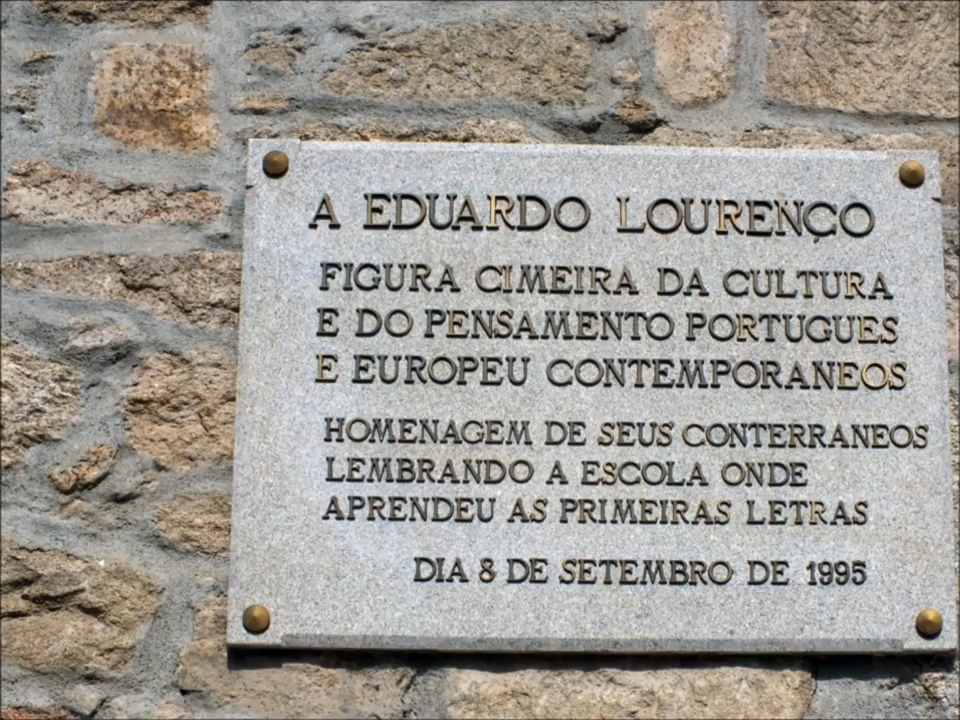 A EDUARDO LOURENÇO
FIGURA CIMEIRA DA CULTURA
E DO PENSAMENTO PORTUGUES
E EUROPEU CONTEMPORANEOS
HOMENAGEM DE SEUS CONTERRANEOS
LEMBRANDO A ESCOLA ONDE
APRENDEU AS PRIMEIRAS LETRAS
DIA 8 DE SETEMBRO DE 1995